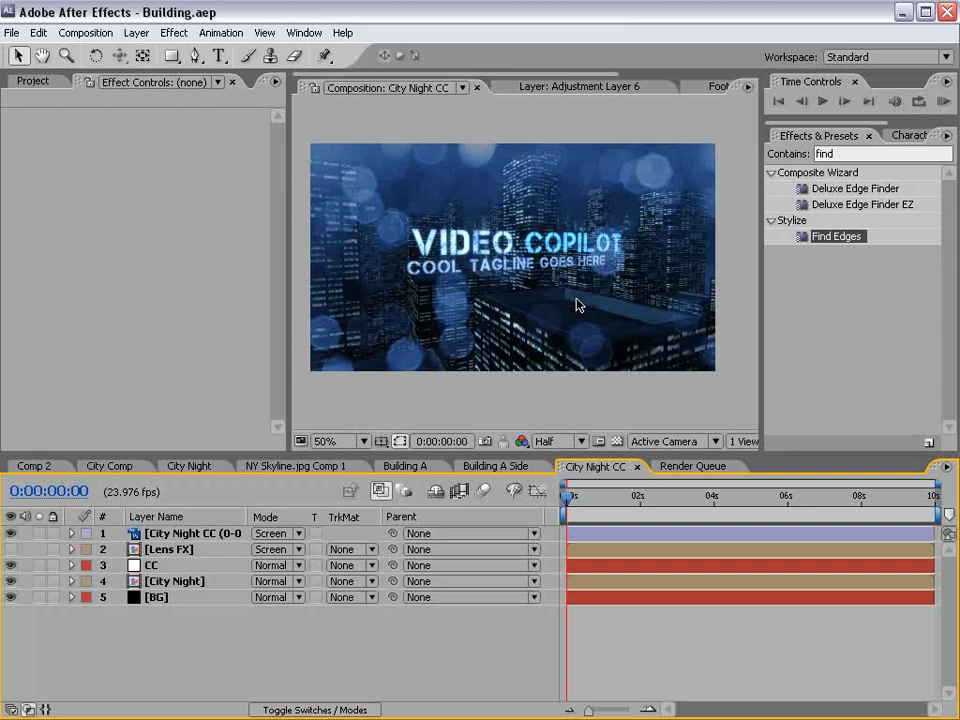 Adobe After Effects - Building.aep
File Edit Composition Layer Effect Animation View Window Help
Workspace: Standard
Project
Effect Controls: (none)
Composition: City Night CC
Layer: Adjustment Layer 6
Foot
Time Controls
Effects & Presets
Charact
Contains: find
Composite Wizard
Deluxe Edge Finder
Deluxe Edge Finder EZ
Stylize
Find Edges
VIDEO COPILOT
COOL TAGLINE GOES HERE
50% 0:00:00:00 Half Active Camera 1 View
Comp 2 City Comp City Night NY Skyline.jpg Comp 1 Building A Building A Side City Night CC Render Queue
0:00:00:00 (23.976 fps)
02s 04s 06s 08s 10s
# Layer Name Mode T TrkMat Parent
1 [City Night CC (0-0 Screen None
2 [Lens FX] Screen None None
3 CC Normal None None
4 [City Night] Normal None None
5 [BG] Normal None None
Toggle Switches / Modes